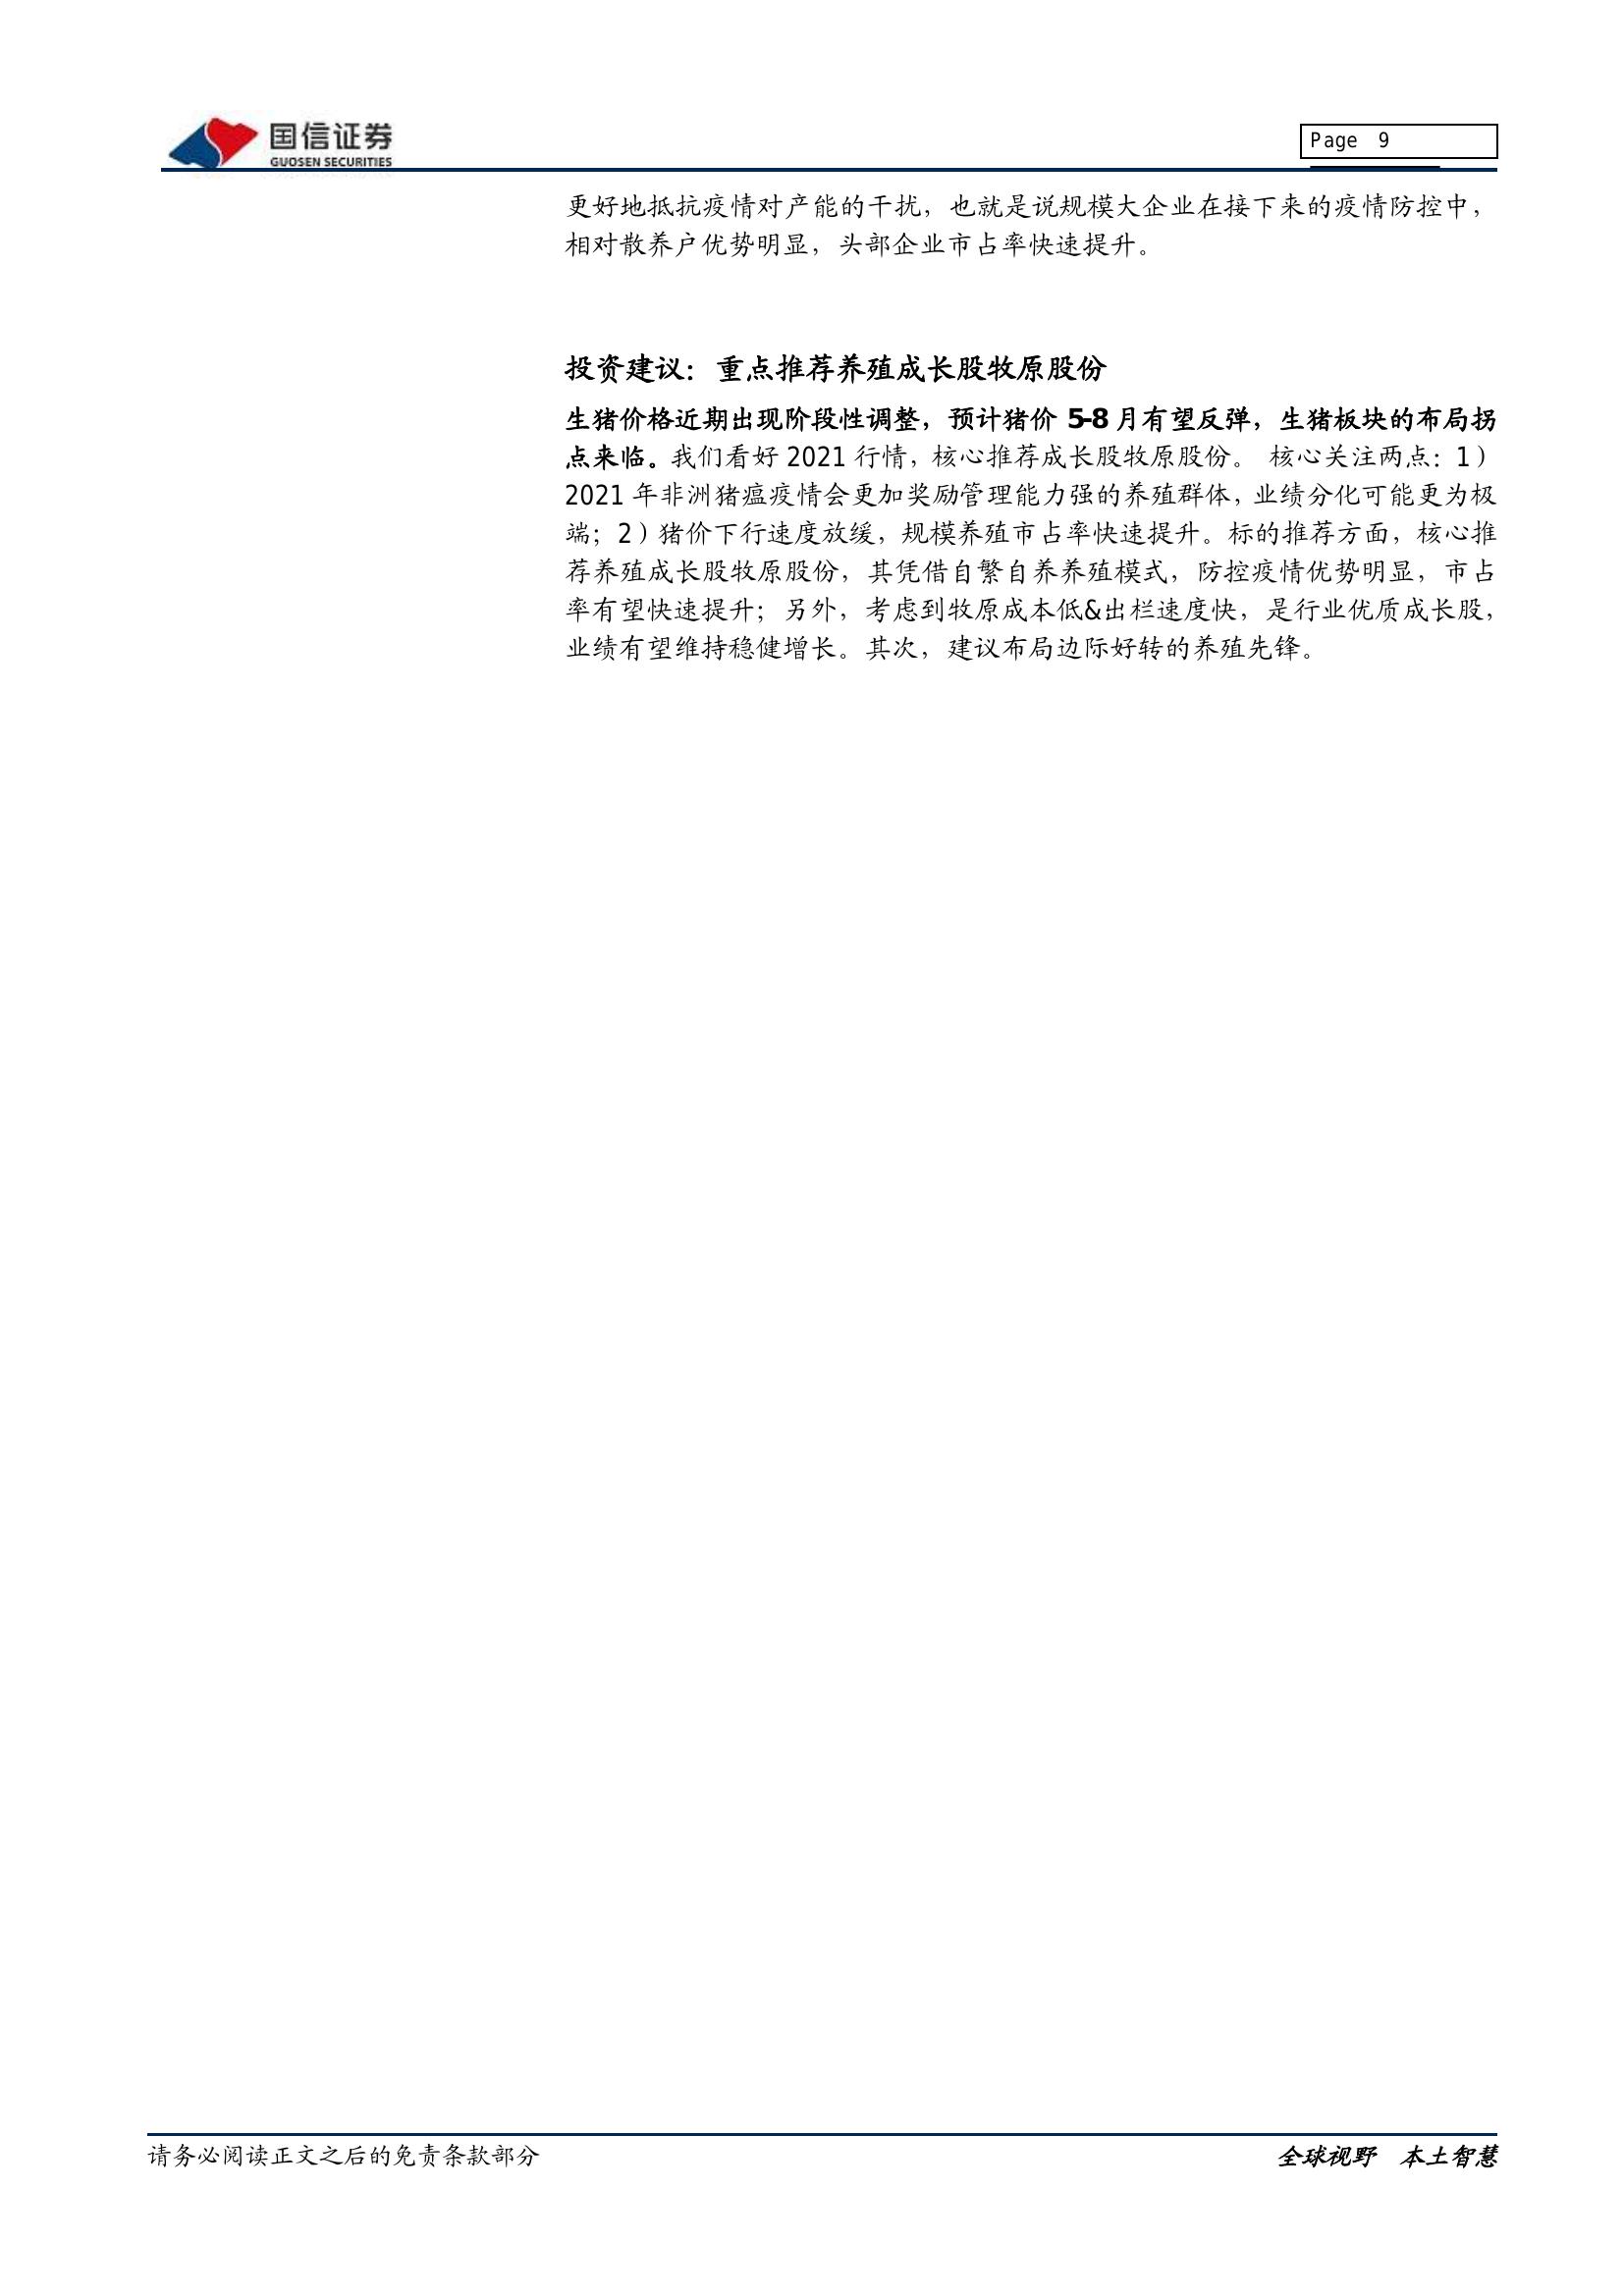 国信证券
GUOSEN SECURITIES
Page 9
更好地抵抗疫情对产能的干扰，也就是说规模大企业在接下来的疫情防控中，
相对散养户优势明显，头部企业市占率快速提升。
投资建议：重点推荐养殖成长股牧原股份
生猪价格近期出现阶段性调整，预计猪价 5-8 月有望反弹，生猪板块的布局拐
点来临。我们看好 2021 行情，核心推荐成长股牧原股份。 核心关注两点：1）
2021 年非洲猪瘟疫情会更加奖励管理能力强的养殖群体，业绩分化可能更为极
端；2）猪价下行速度放缓，规模养殖市占率快速提升。标的推荐方面，核心推
荐养殖成长股牧原股份，其凭借自繁自养养殖模式，防控疫情优势明显，市占
率有望快速提升；另外，考虑到牧原成本低&出栏速度快，是行业优质成长股，
业绩有望维持稳健增长。其次，建议布局边际好转的养殖先锋。
请务必阅读正文之后的免责条款部分
全球视野 本土智慧